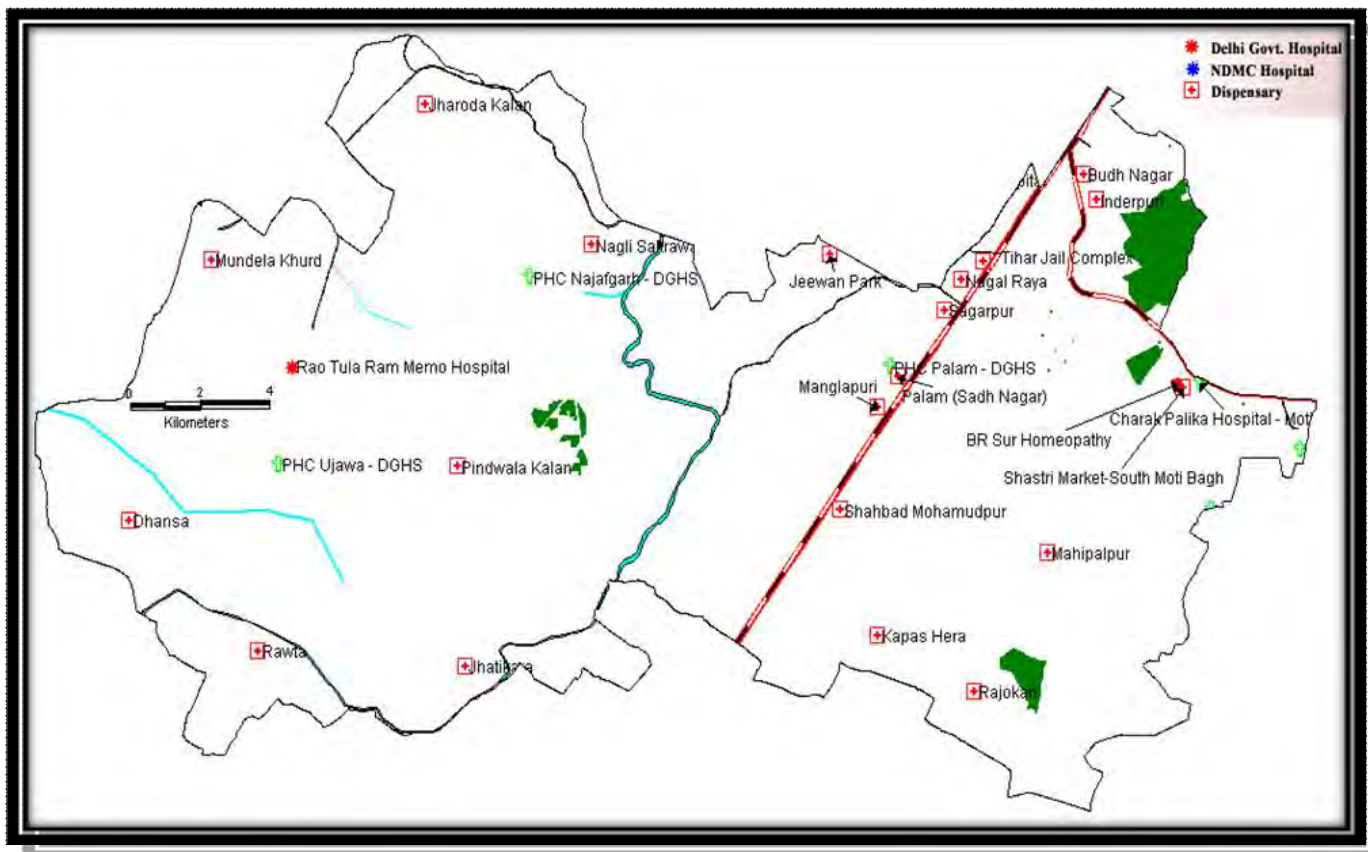 Delhi Govt. Hospital
NDMC Hospital
Dispensary
Jharoda Kalan
Budh Nagar
Inderpuri
Nagli Sakrawa
Mundela Khurd
PHC Najafgarh - DGHS
Jeewan Park
Tihar Jail Complex
Nagal Raya
Sagarpur
Rao Tula Ram Memo Hospital
PHC Palam - DGHS
Manglapuri
Palam (Sadh Nagar)
0 2 4
Kilometers
Charak Palika Hospital - Mot
BR Sur Homeopathy
Shastri Market-South Moti Bagh
PHC Ujawa - DGHS
Pindwala Kalan
Dhansa
Shahbad Mohamudpur
Mahipalpur
Kapas Hera
Rawta
Jhatikara
Rajokari